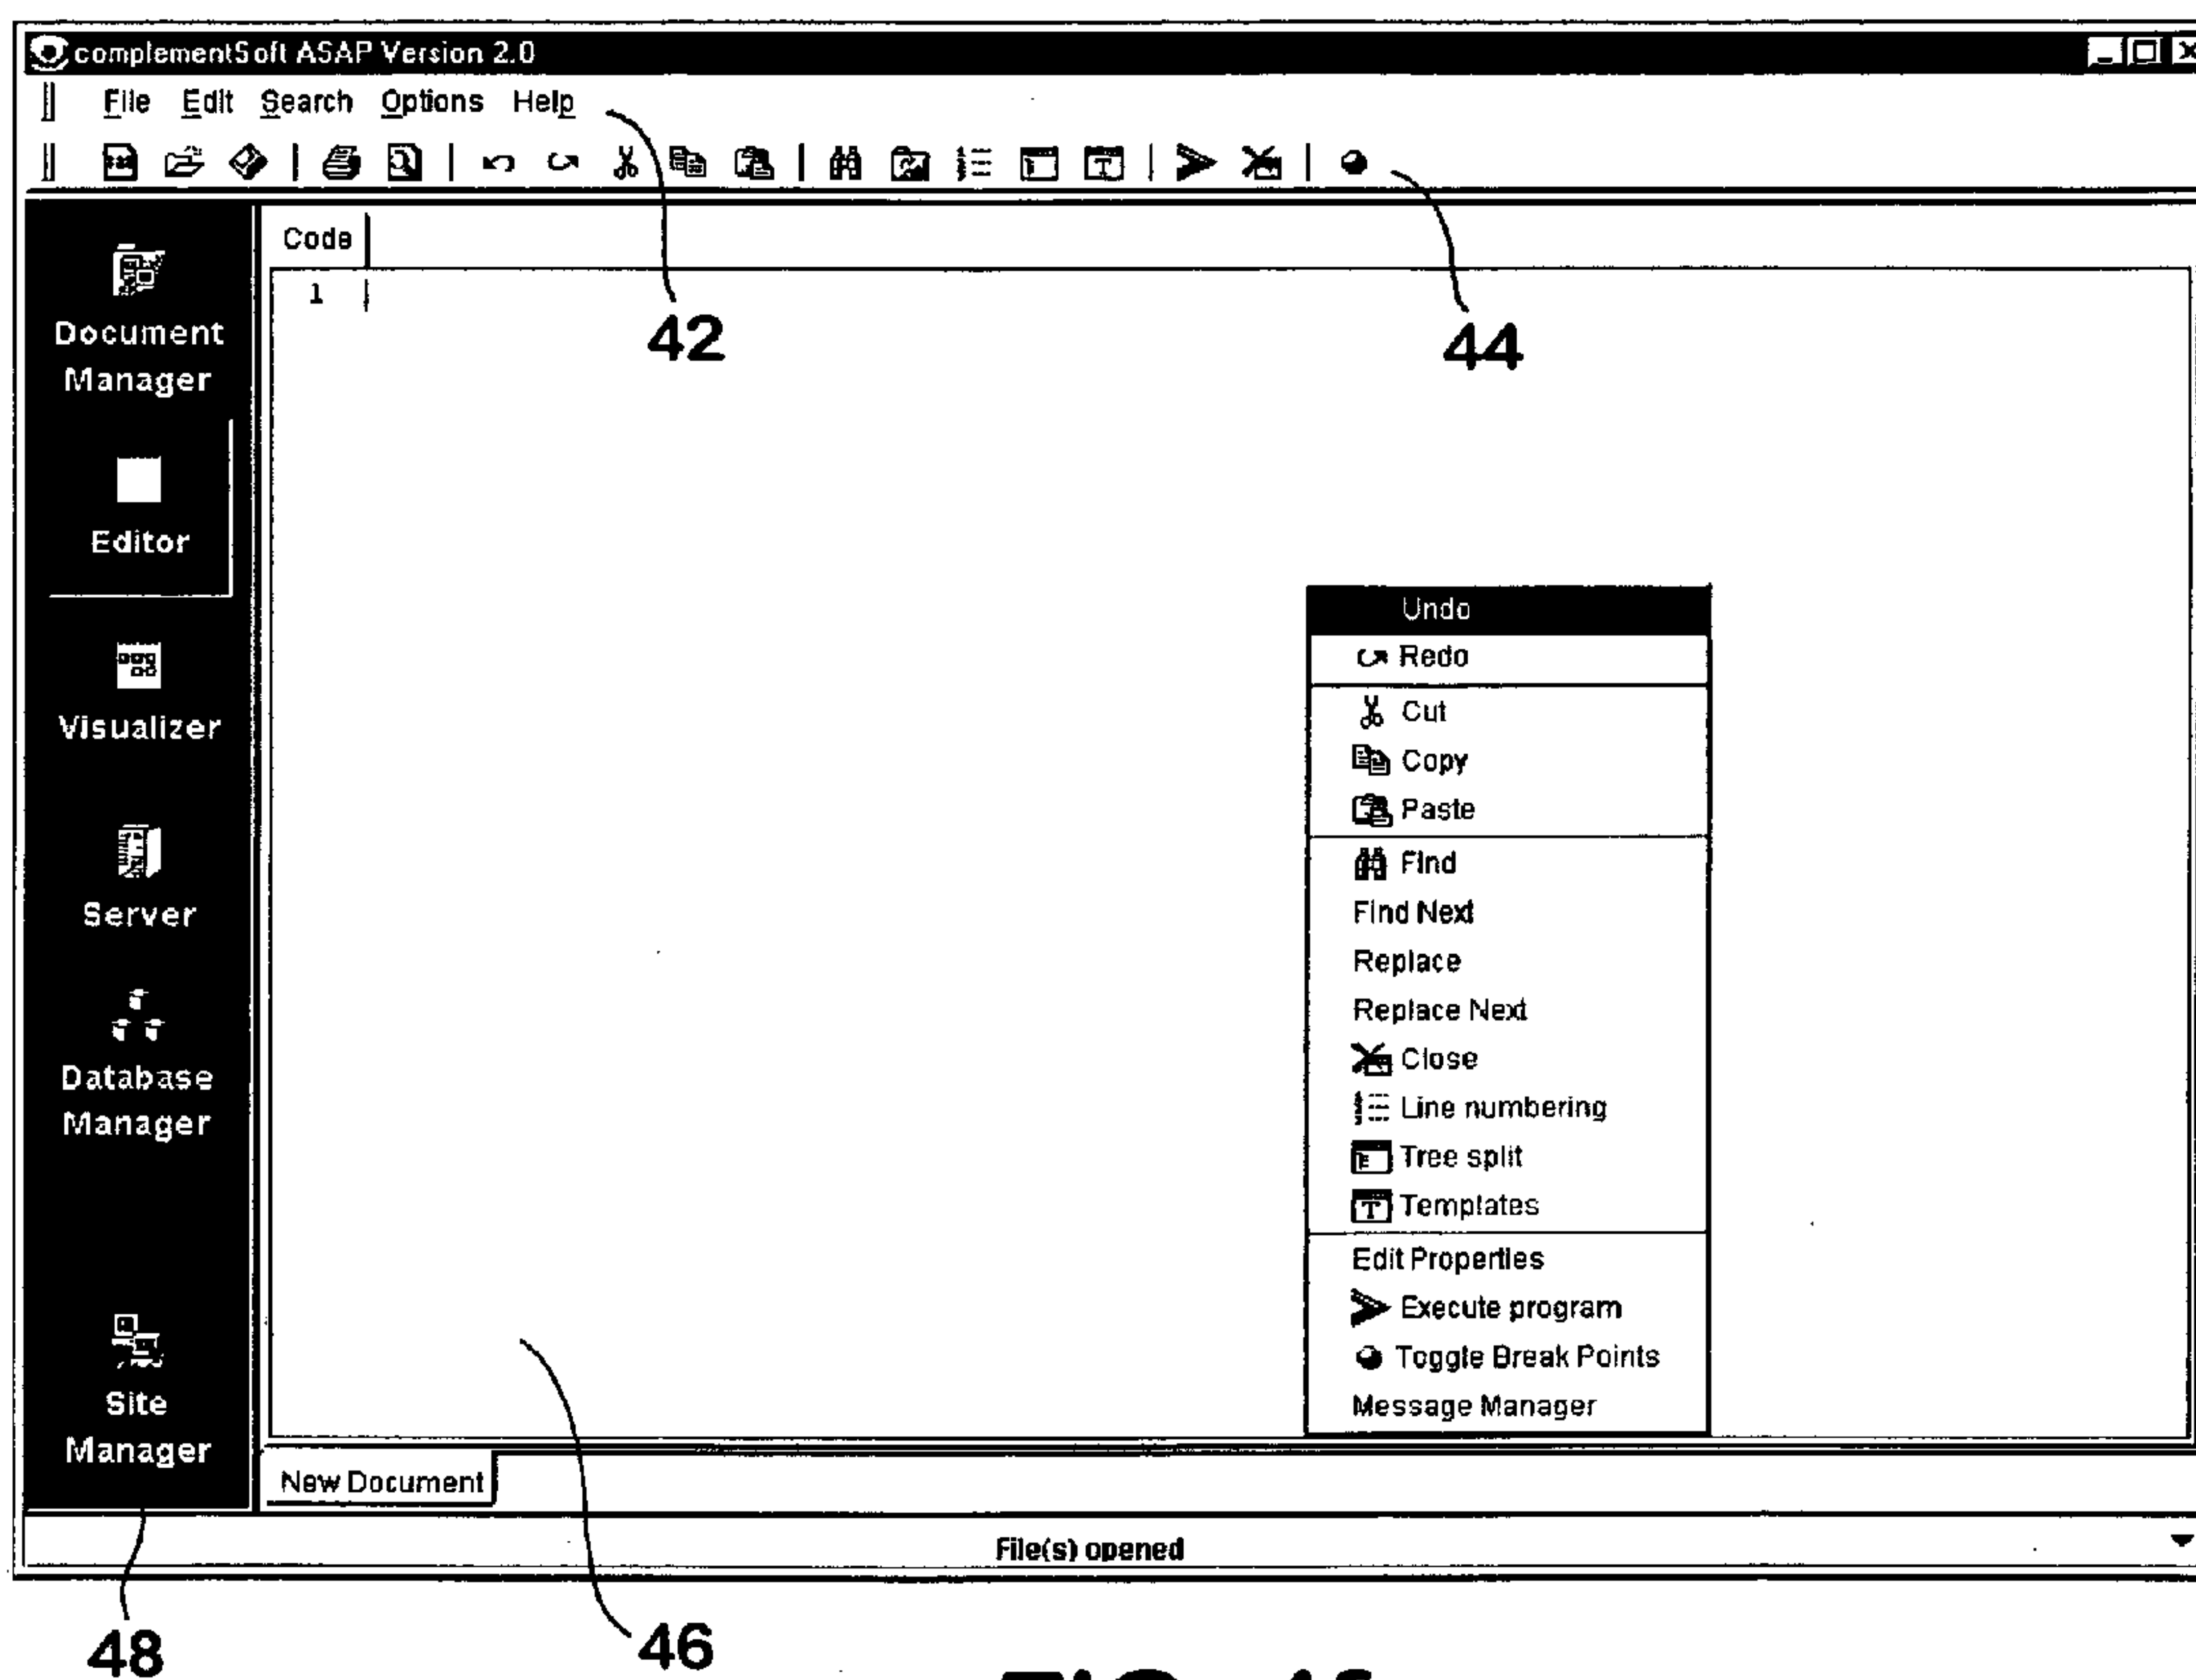 complementSoft ASAP Version 2.0
File Edit Search Options Help
Code
1
42
44
Document
Manager
Editor
Visualizer
Server
Database
Manager
Site
Manager
Undo
Redo
Cut
Copy
Paste
Find
Find Next
Replace
Replace Next
Close
Line numbering
Tree split
Templates
Edit Properties
Execute program
Toggle Break Points
Message Manager
New Document
File(s) opened
48
46